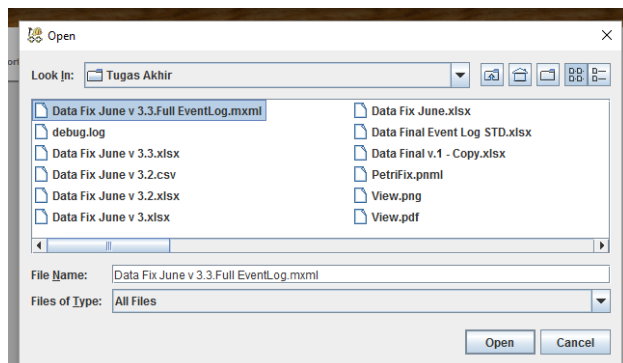 Open
Look In: Tugas Akhir
Data Fix June v 3.3.Full EventLog.mxml
debug.log
Data Fix June v 3.3.xlsx
Data Fix June v 3.2.csv
Data Fix June v 3.2.xlsx
Data Fix June v 3.xlsx
Data Fix June.xlsx
Data Final Event Log STD.xlsx
Data Final v.1 - Copy.xlsx
PetriFix.pnml
View.png
View.pdf
File Name: Data Fix June v 3.3.Full EventLog.mxml
Files of Type: All Files
Open Cancel